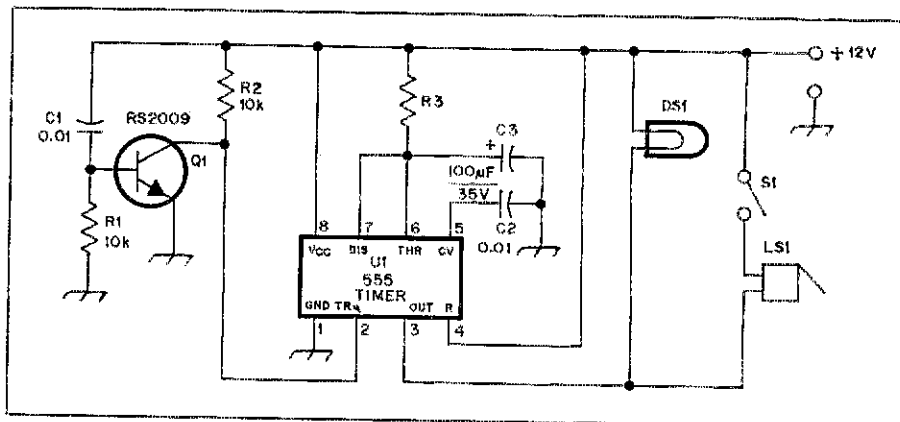 + 12V
R2
10k
R3
C1
0.01
RS2009
Q1
DS1
C3
+
100µF
35V
C2
0.01
S1
R1
10k
LS1
8
7
6
5
VCC
DIS
THR
CV
U1
555
TIMER
GND
TR
OUT
R
1
2
3
4